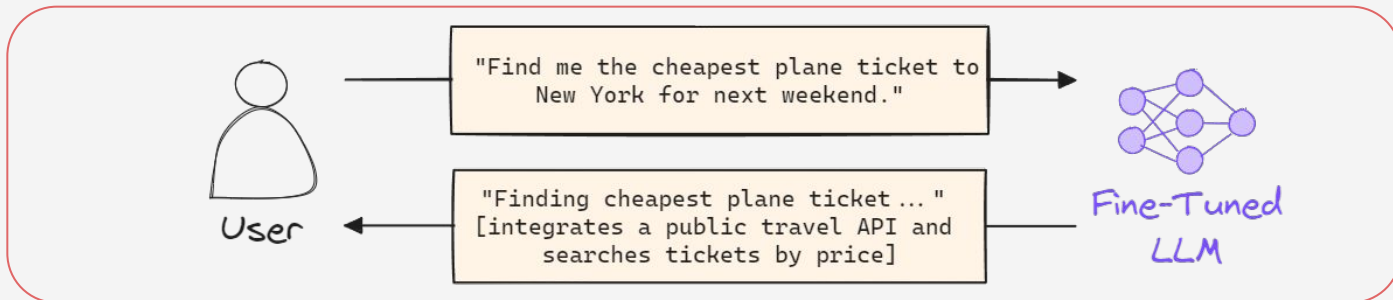 "Find me the cheapest plane ticket to
New York for next weekend."
"Finding cheapest plane ticket..."
[integrates a public travel API and
searches tickets by price]
User
Fine-Tuned
LLM